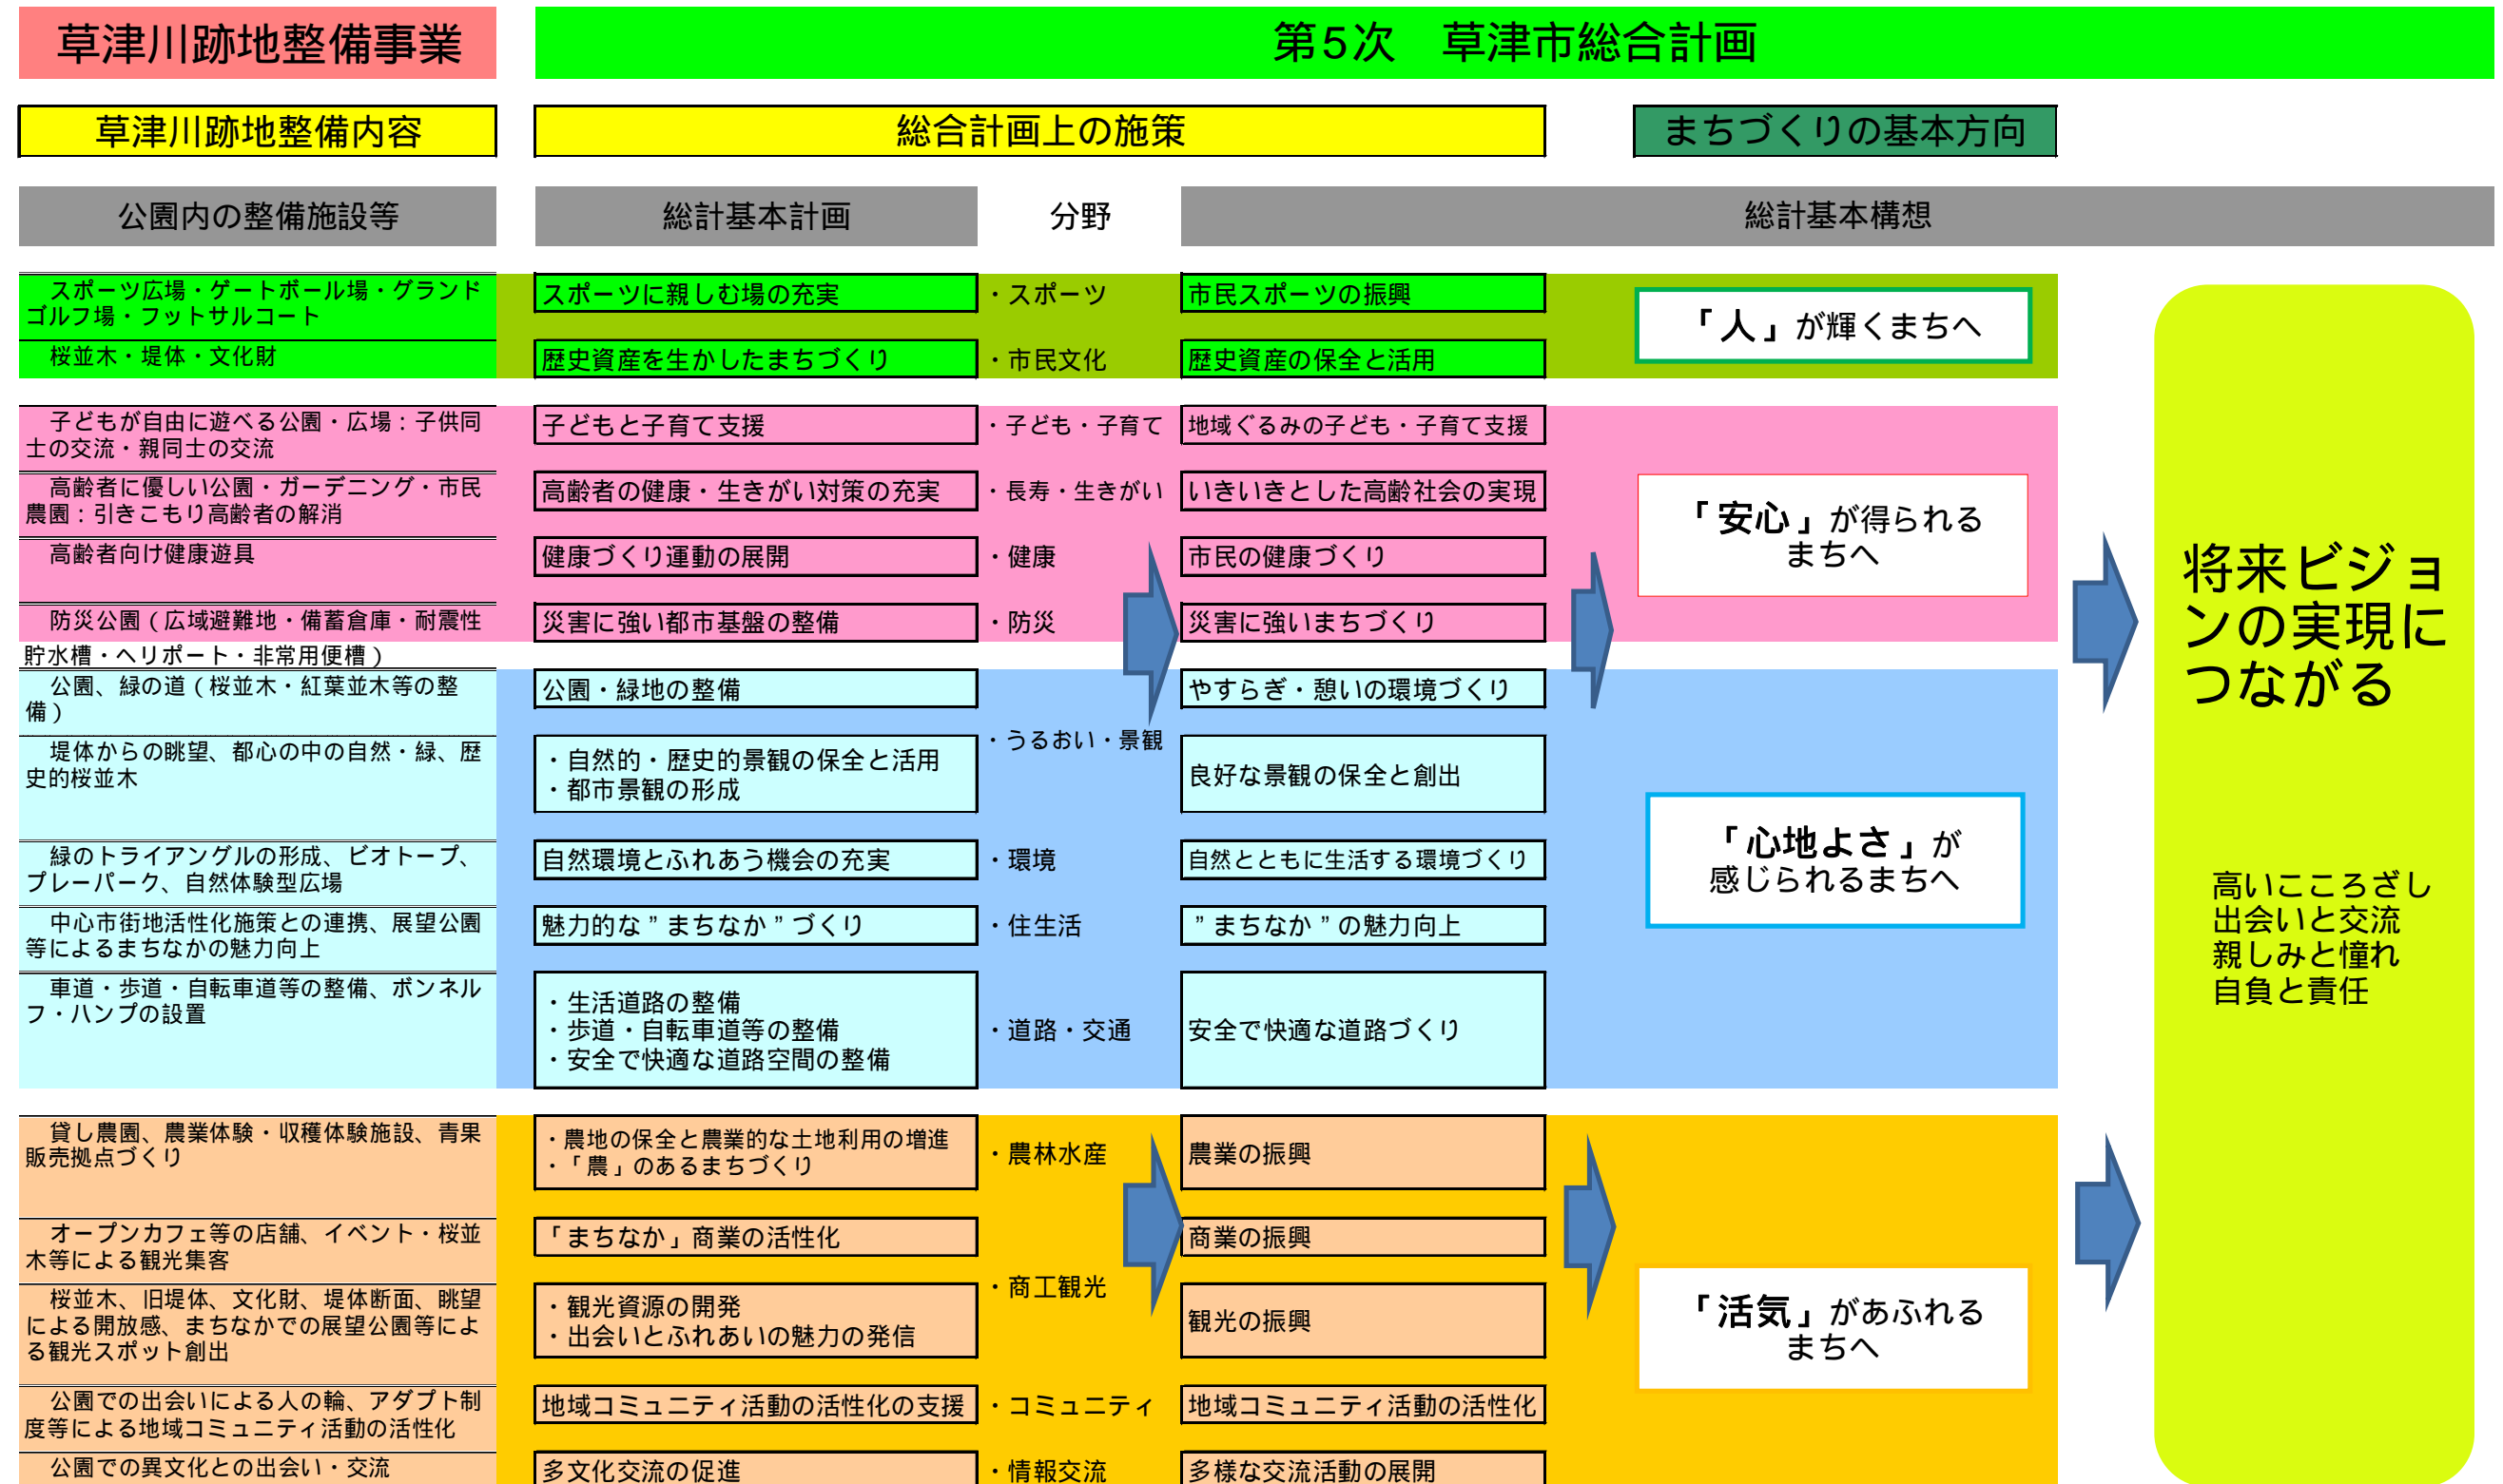 草津川跡地整備事業
第5次　草津市総合計画
草津川跡地整備内容
総合計画上の施策
まちづくりの基本方向
公園内の整備施設等
総計基本計画
分野
総計基本構想
スポーツ広場・ゲートボール場・グランド
ゴルフ場・フットサルコート
スポーツに親しむ場の充実
・スポーツ
市民スポーツの振興
桜並木・堤体・文化財
歴史資産を生かしたまちづくり
・市民文化
歴史資産の保全と活用
「人」が輝くまちへ
子どもが自由に遊べる公園・広場：子供同
士の交流・親同士の交流
子どもと子育て支援
・子ども・子育て
地域ぐるみの子ども・子育て支援
高齢者に優しい公園・ガーデニング・市民
農園：引きこもり高齢者の解消
高齢者の健康・生きがい対策の充実
・長寿・生きがい
いきいきとした高齢社会の実現
高齢者向け健康遊具
健康づくり運動の展開
・健康
市民の健康づくり
防災公園（広域避難地・備蓄倉庫・耐震性
貯水槽・ヘリポート・非常用便槽）
災害に強い都市基盤の整備
・防災
災害に強いまちづくり
「安心」が得られる
まちへ
公園、緑の道（桜並木・紅葉並木等の整
備）
公園・緑地の整備
やすらぎ・憩いの環境づくり
・うるおい・景観
堤体からの眺望、都心の中の自然・緑、歴
史的桜並木
・自然的・歴史的景観の保全と活用
・都市景観の形成
良好な景観の保全と創出
緑のトライアングルの形成、ビオトープ、
プレーパーク、自然体験型広場
自然環境とふれあう機会の充実
・環境
自然とともに生活する環境づくり
中心市街地活性化施策との連携、展望公園
等によるまちなかの魅力向上
魅力的な”まちなか”づくり
・住生活
”まちなか”の魅力向上
車道・歩道・自転車道等の整備、ボンネル
フ・ハンプの設置
・生活道路の整備
・歩道・自転車道等の整備
・安全で快適な道路空間の整備
・道路・交通
安全で快適な道路づくり
「心地よさ」が
感じられるまちへ
貸し農園、農業体験・収穫体験施設、青果
販売拠点づくり
・農地の保全と農業的な土地利用の増進
・「農」のあるまちづくり
・農林水産
農業の振興
オープンカフェ等の店舗、イベント・桜並
木等による観光集客
「まちなか」商業の活性化
商業の振興
・商工観光
桜並木、旧堤体、文化財、堤体断面、眺望
による開放感、まちなかでの展望公園等によ
る観光スポット創出
・観光資源の開発
・出会いとふれあいの魅力の発信
観光の振興
公園での出会いによる人の輪、アダプト制
度等による地域コミュニティ活動の活性化
地域コミュニティ活動の活性化の支援
・コミュニティ
地域コミュニティ活動の活性化
公園での異文化との出会い・交流
多文化交流の促進
・情報交流
多様な交流活動の展開
「活気」があふれる
まちへ
将来ビジョ
ンの実現に
つながる
高いこころざし
出会いと交流
親しみと憧れ
自負と責任